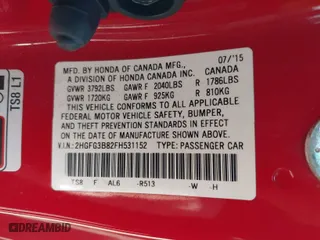 TS8 L1
MFD. BY HONDA OF CANADA MFG., 07/'15
A DIVISION OF HONDA CANADA INC. CANADA
GVWR 3792LBS GAWR F 2040LBS R 1786LBS
GVWR 1720KG GAWR F 925KG R 810KG
THIS VEHICLE CONFORMS TO ALL APPLICABLE
FEDERAL MOTOR VEHICLE SAFETY, BUMPER,
AND THEFT PREVENTION STANDARDS IN EFFECT ON
THE DATE OF MANUFACTURE SHOWN ABOVE.
V.I.N.: 2HGFG3B82FH531152 TYPE: PASSENGER CAR
TS8 F AL6 -R513 -W -H